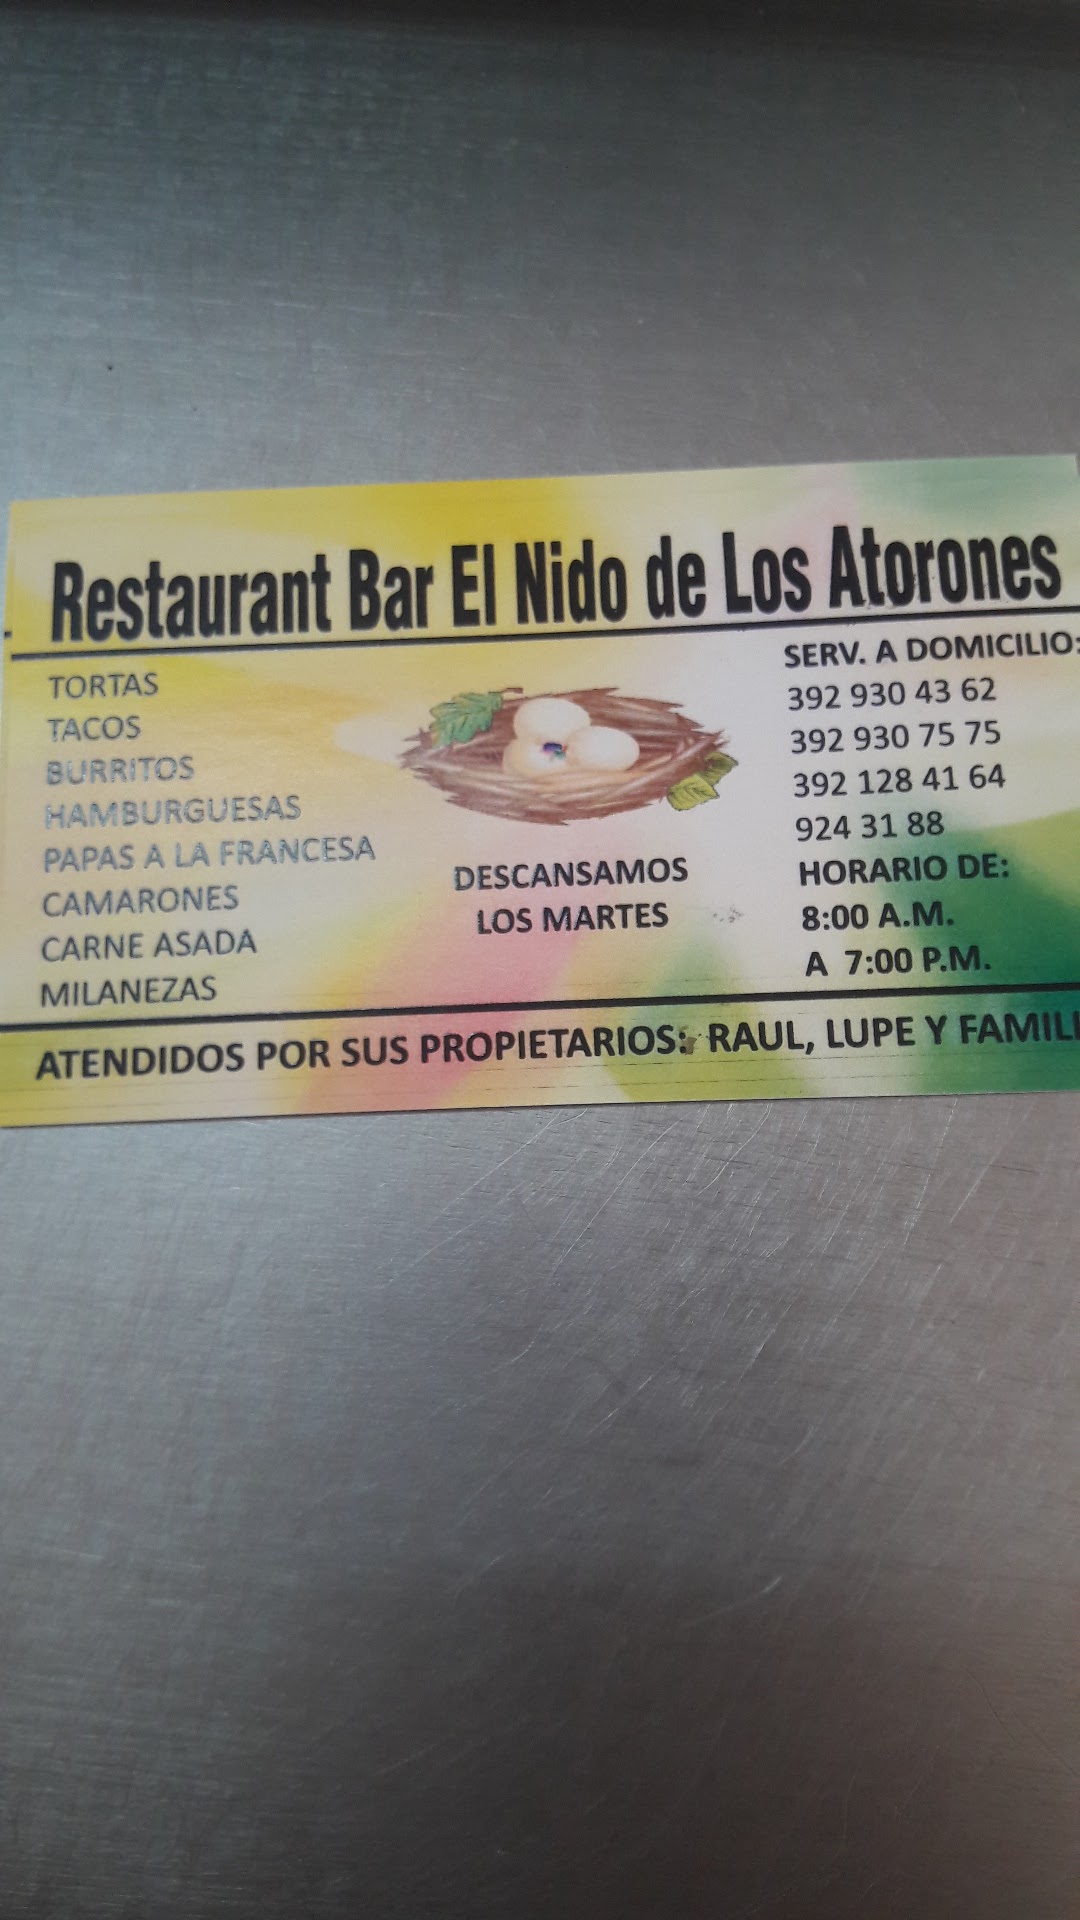 Restaurant Bar El Nido de Los Atorones
TORTAS
TACOS
BURRITOS
HAMBURGUESAS
PAPAS A LA FRANCESA
CAMARONES
CARNE ASADA
MILANEZAS
DESCANSAMOS
LOS MARTES
SERV. A DOMICILIO:
392 930 43 62
392 930 75 75
392 128 41 64
924 31 88
HORARIO DE:
8:00 A.M.
A 7:00 P.M.
ATENDIDOS POR SUS PROPIETARIOS: RAUL, LUPE Y FAMILI